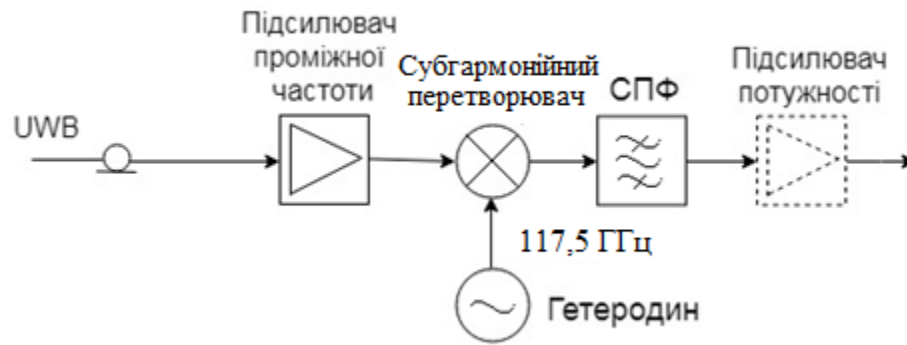 UWB
Підсилювач
проміжної
частоти
Субгармонійний
перетворювач
СПФ
Підсилювач
потужності
117,5 ГГц
Гетеродин